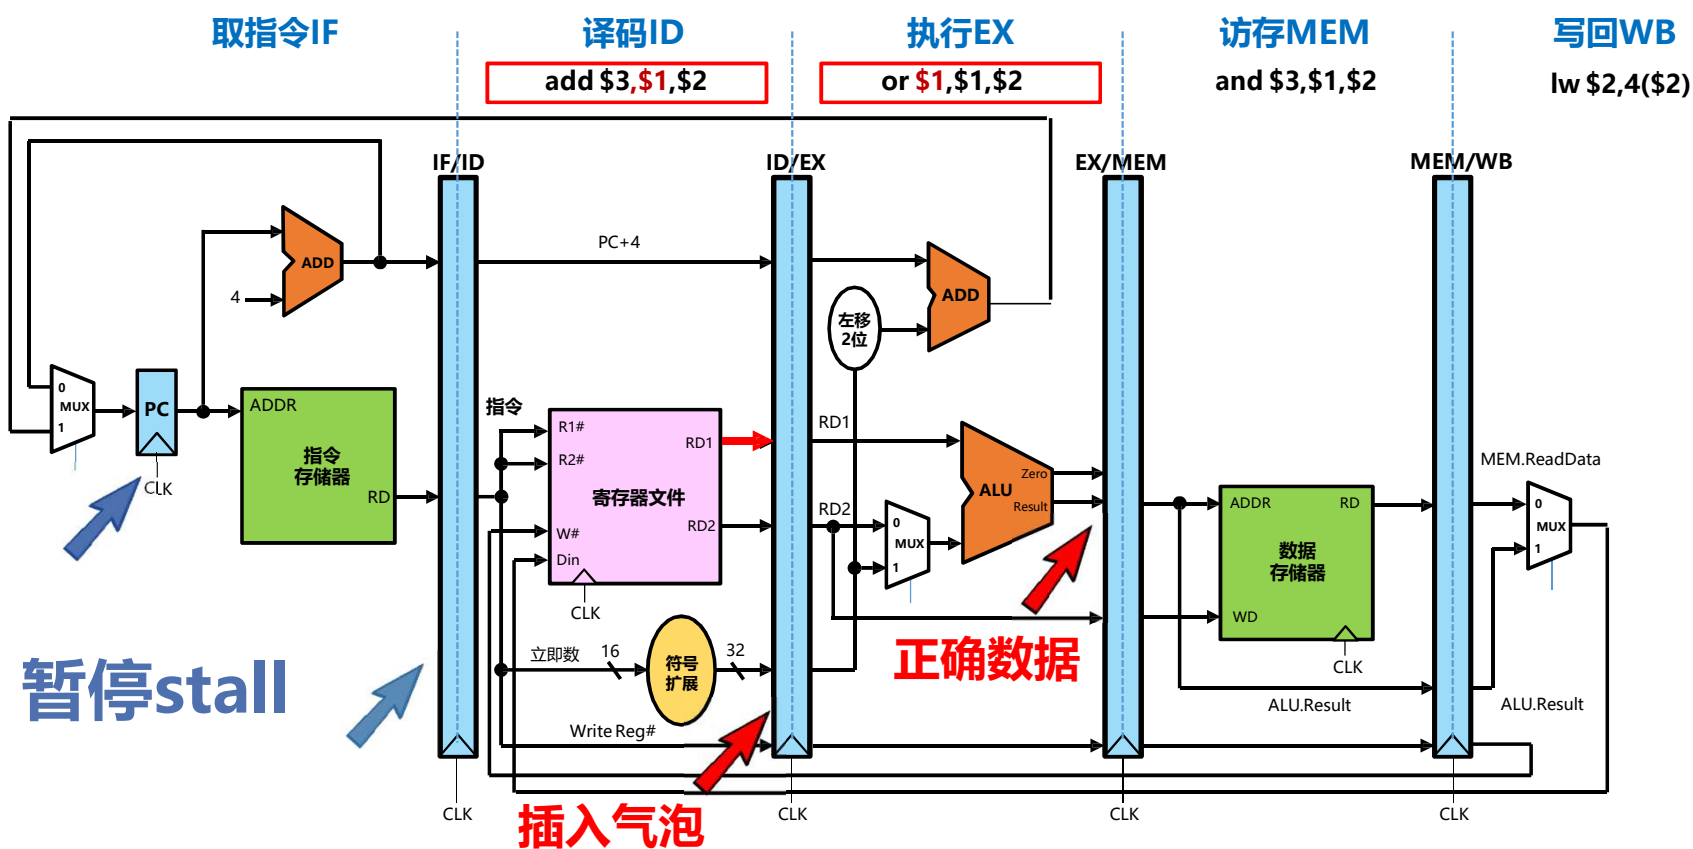 取指令IF
译码ID
执行EX
访存MEM
写回WB
add $3,$1,$2
or $1,$1,$2
and $3,$1,$2
lw $2,4($2)
IF/ID
ID/EX
EX/MEM
MEM/WB
ADD
4
PC+4
ADD
左移
2位
0
MUX
1
PC
CLK
ADDR
指令
存储器
RD
指令
R1#
R2#
W#
Din
寄存器文件
RD1
RD2
CLK
RD1
RD2
0
MUX
1
ALU
Zero
Result
ADDR
RD
数据
存储器
WD
CLK
MEM.ReadData
0
MUX
1
ALU.Result
ALU.Result
立即数
16
符号
扩展
32
Write Reg#
正确数据
暂停stall
插入气泡
CLK
CLK
CLK
CLK